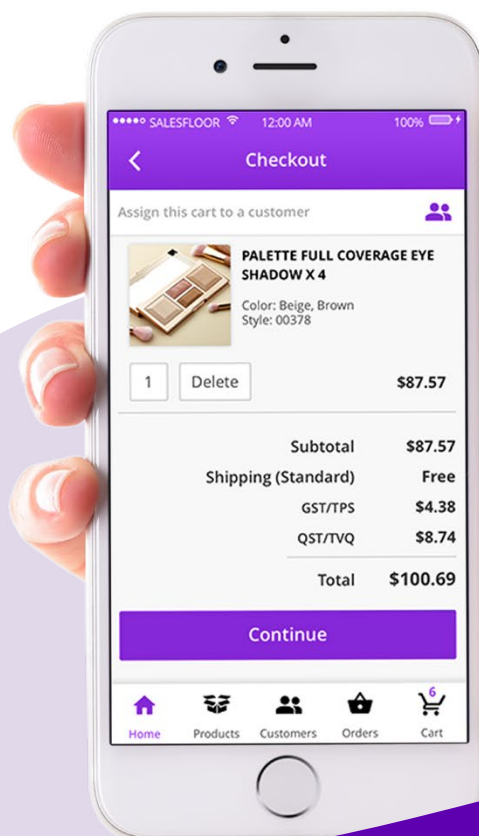 SALESFLOOR 12:00 AM 100%
Checkout
Assign this cart to a customer
PALETTE FULL COVERAGE EYE
SHADOW X 4
Color: Beige, Brown
Style: 00378
1 Delete $87.57
Subtotal $87.57
Shipping (Standard) Free
GST/TPS $4.38
QST/TVQ $8.74
Total $100.69
Continue
6
Home Products Customers Orders Cart